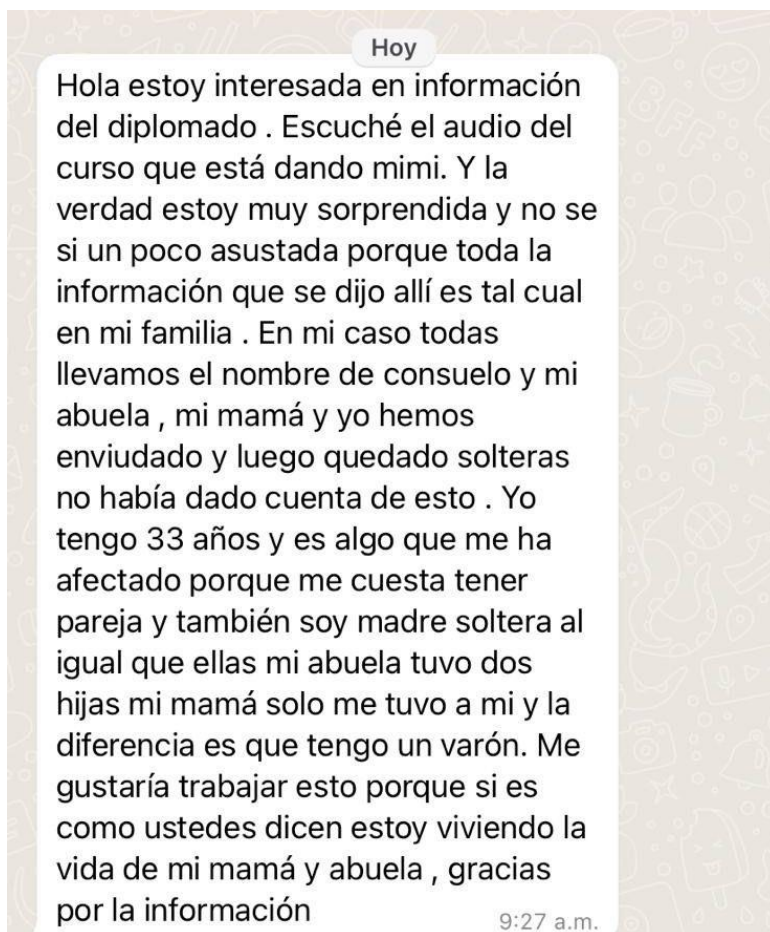 Hoy
Hola estoy interesada en información
del diplomado . Escuché el audio del
curso que está dando mimi. Y la
verdad estoy muy sorprendida y no se
si un poco asustada porque toda la
información que se dijo allí es tal cual
en mi familia . En mi caso todas
llevamos el nombre de consuelo y mi
abuela , mi mamá y yo hemos
enviudado y luego quedado solteras
no había dado cuenta de esto . Yo
tengo 33 años y es algo que me ha
afectado porque me cuesta tener
pareja y también soy madre soltera al
igual que ellas mi abuela tuvo dos
hijas mi mamá solo me tuvo a mi y la
diferencia es que tengo un varón. Me
gustaría trabajar esto porque si es
como ustedes dicen estoy viviendo la
vida de mi mamá y abuela , gracias
por la información
9:27 a.m.